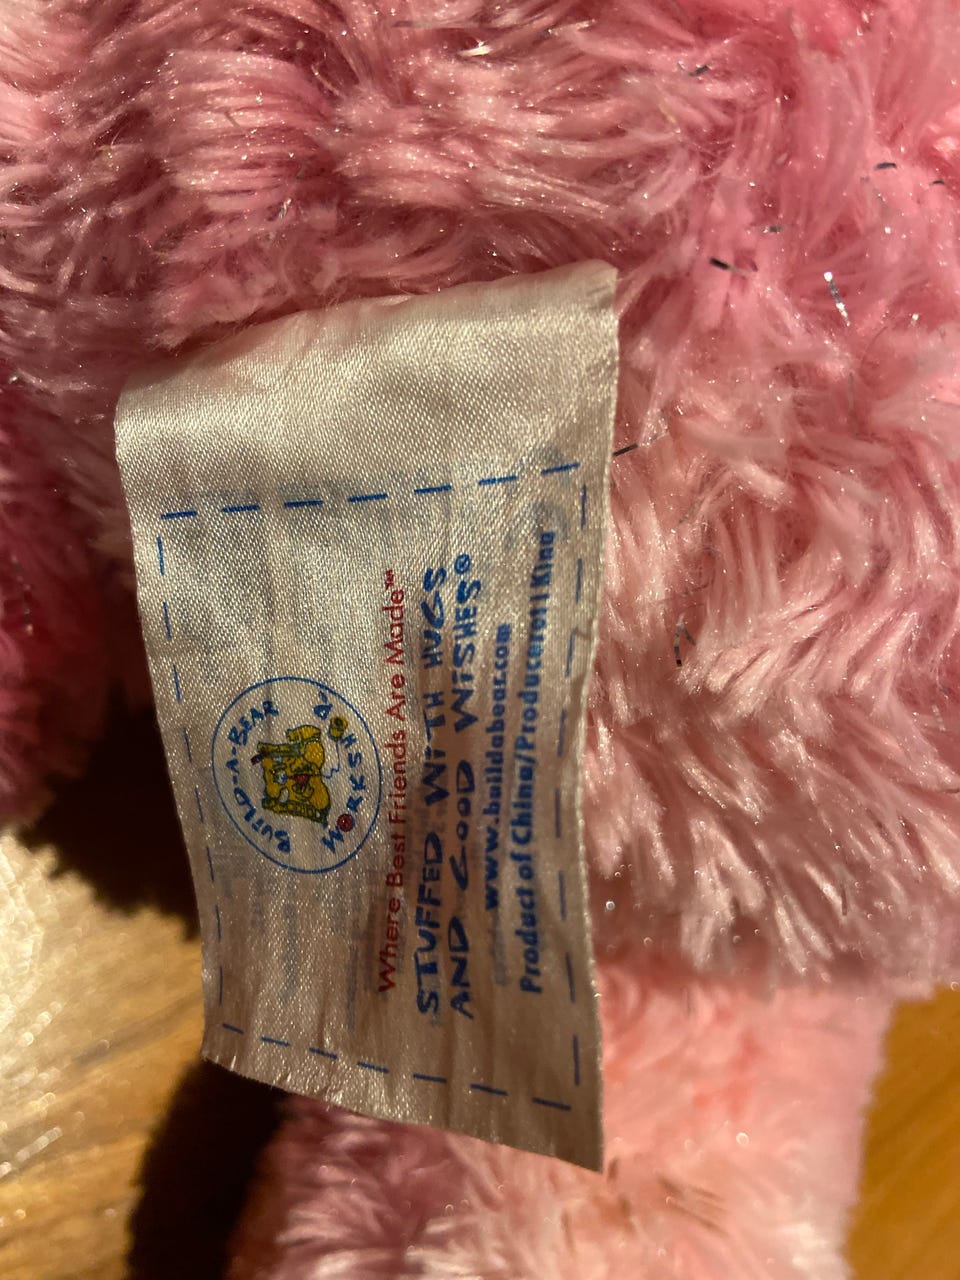 BUILD-A-BEAR
WORKSHOP
Where Best Friends Are Made™
STUFFED WITH HUGS
AND GOOD WISHES®
www.buildabear.com
Product of China/Producerot! Kina